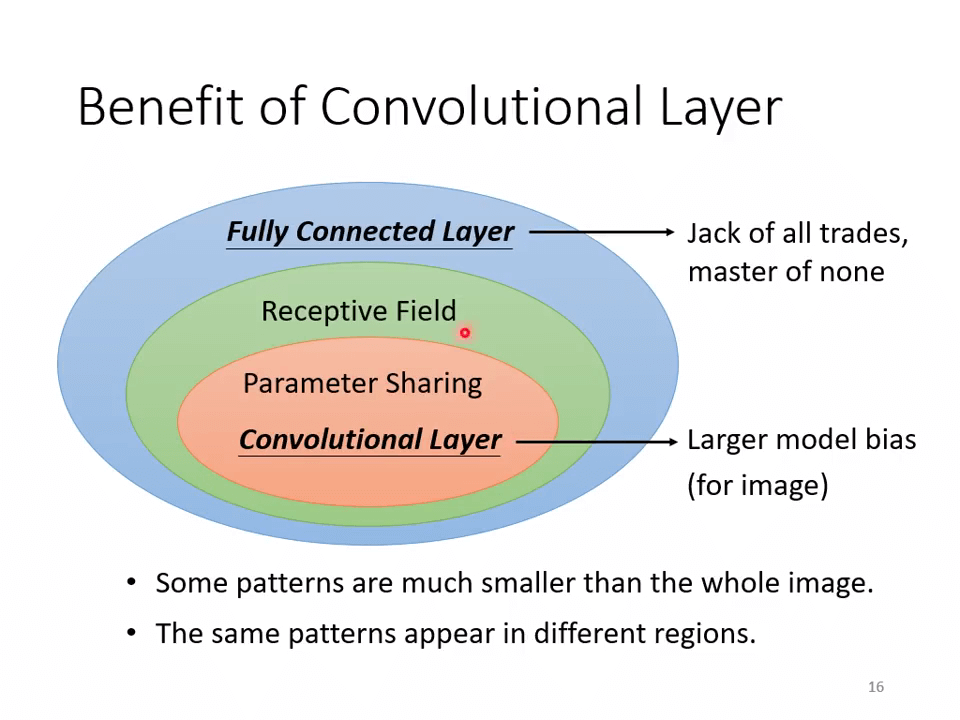 Benefit of Convolutional Layer
Fully Connected Layer
Jack of all trades,
master of none
Receptive Field
Parameter Sharing
Convolutional Layer
Larger model bias
(for image)
• Some patterns are much smaller than the whole image.
• The same patterns appear in different regions.
16